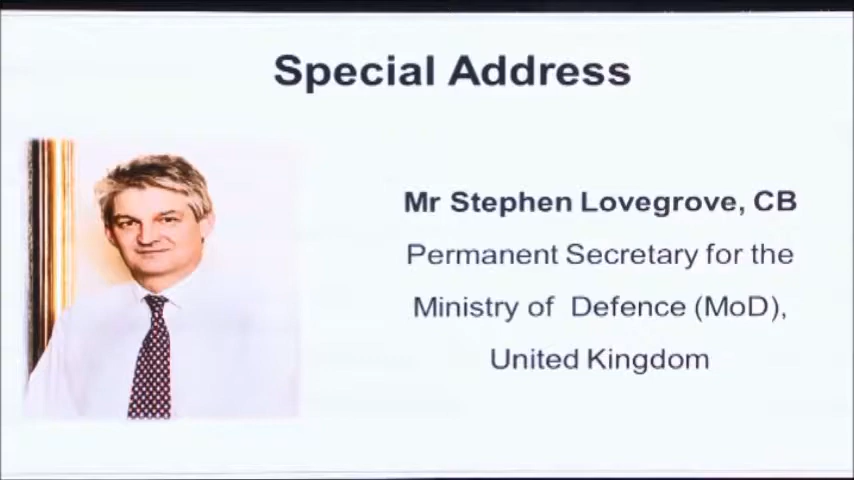 Special Address
Mr Stephen Lovegrove, CB
Permanent Secretary for the
Ministry of Defence (MoD),
United Kingdom